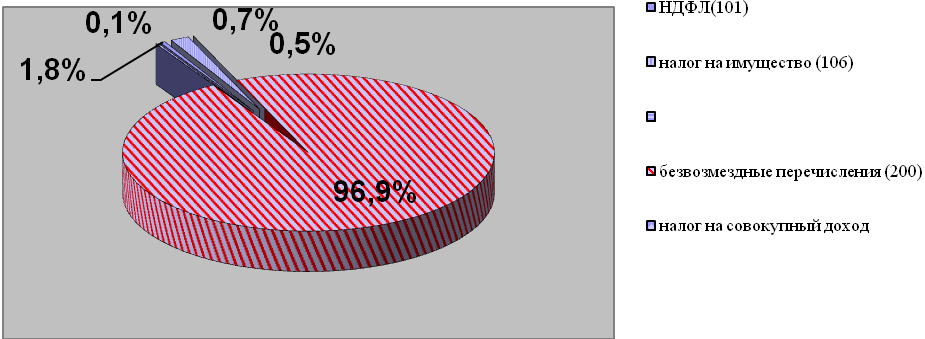 0,1%
0,7%
0,5%
1,8%
96,9%
НДФЛ(101)
налог на имущество (106)
безвозмездные перечисления (200)
налог на совокупный доход